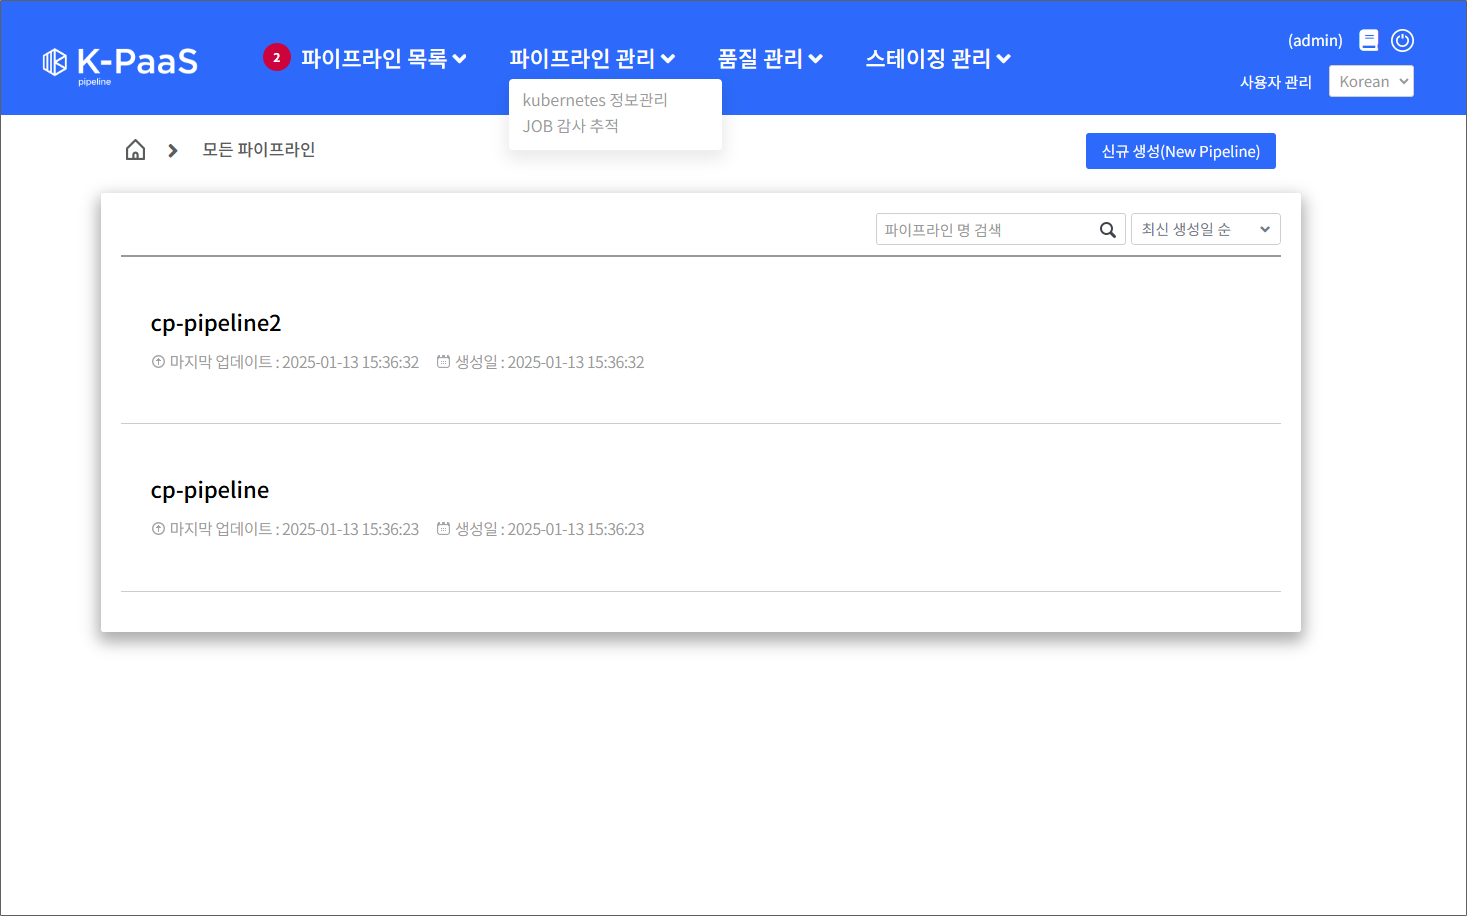 K-PaaS
pipeline
2 파이프라인 목록
파이프라인 관리
품질 관리
스테이징 관리
(admin)
사용자 관리
Korean
kubernetes 정보관리
JOB 감사 추적
모든 파이프라인
신규 생성(New Pipeline)
파이프라인 명 검색
최신 생성일 순
cp-pipeline2
마지막 업데이트 : 2025-01-13 15:36:32 생성일 : 2025-01-13 15:36:32
cp-pipeline
마지막 업데이트 : 2025-01-13 15:36:23 생성일 : 2025-01-13 15:36:23